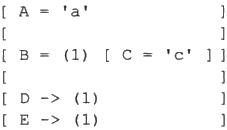 [ A = 'a' ]
[ ]
[ B = (1) [ C = 'c' ] ]
[ ]
[ D -> (1) ]
[ E -> (1) ]